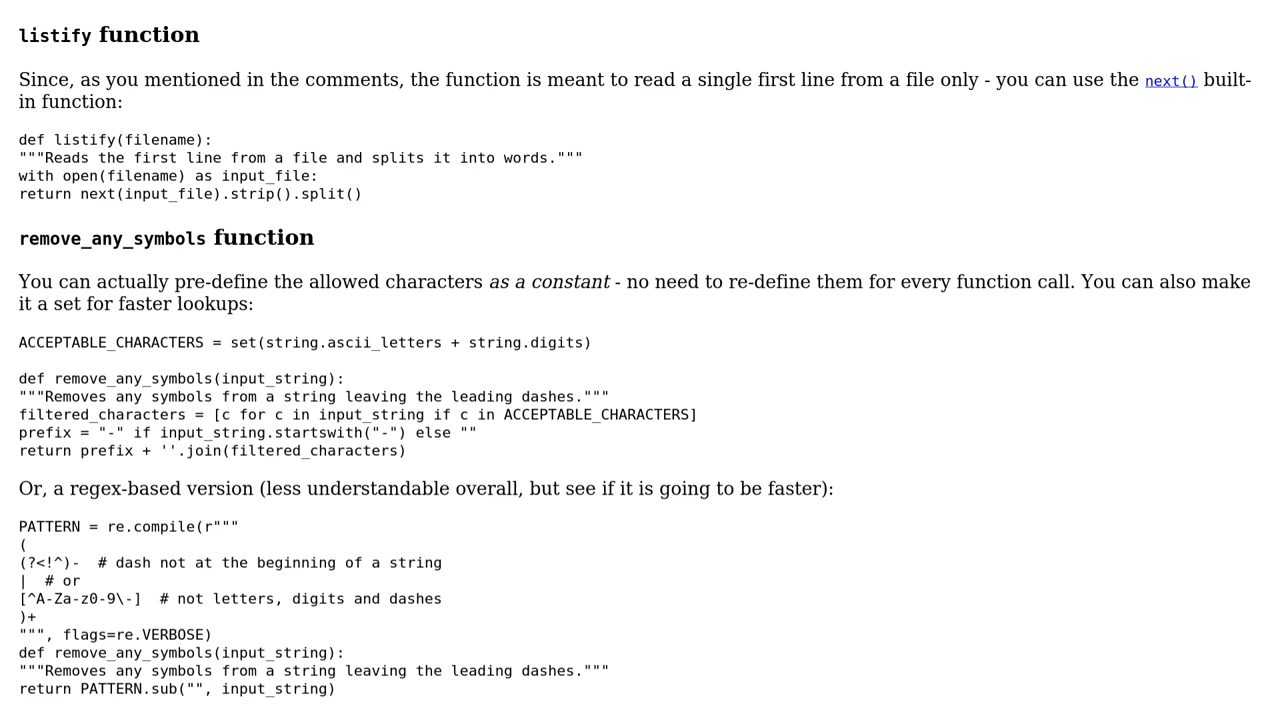 listify function
Since, as you mentioned in the comments, the function is meant to read a single first line from a file only - you can use the next() built-
in function:
def listify(filename):
"""Reads the first line from a file and splits it into words."""
with open(filename) as input_file:
return next(input_file).strip().split()
remove_any_symbols function
You can actually pre-define the allowed characters as a constant - no need to re-define them for every function call. You can also make
it a set for faster lookups:
ACCEPTABLE_CHARACTERS = set(string.ascii_letters + string.digits)
def remove_any_symbols(input_string):
"""Removes any symbols from a string leaving the leading dashes."""
filtered_characters = [c for c in input_string if c in ACCEPTABLE_CHARACTERS]
prefix = "-" if input_string.startswith("-") else ""
return prefix + ''.join(filtered_characters)
Or, a regex-based version (less understandable overall, but see if it is going to be faster):
PATTERN = re.compile(r"""
(
(?<!^)-  # dash not at the beginning of a string
|  # or
[^A-Za-z0-9\-]  # not letters, digits and dashes
)+
""", flags=re.VERBOSE)
def remove_any_symbols(input_string):
"""Removes any symbols from a string leaving the leading dashes."""
return PATTERN.sub("", input_string)